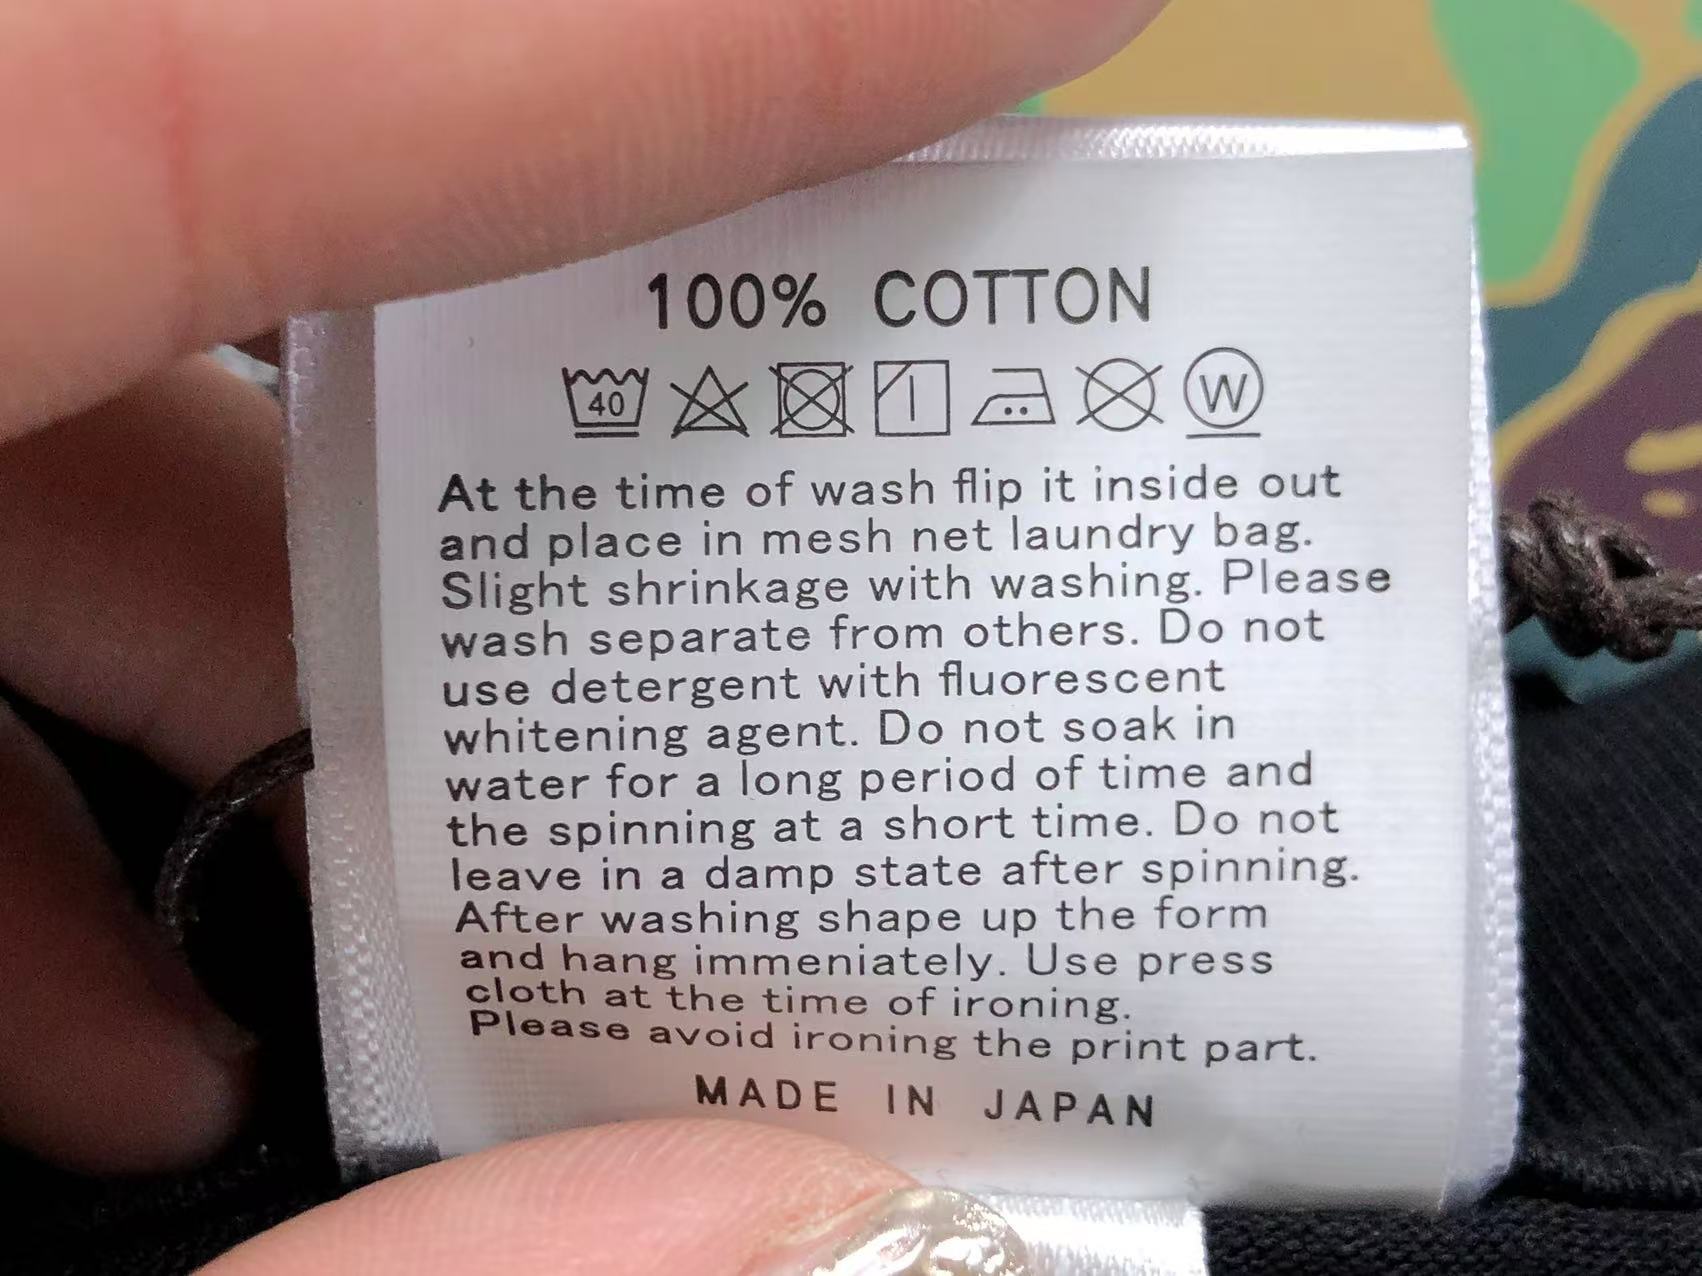 100% COTTON
40 W
At the time of wash flip it inside out
and place in mesh net laundry bag.
Slight shrinkage with washing. Please
wash separate from others. Do not
use detergent with fluorescent
whitening agent. Do not soak in
water for a long period of time and
the spinning at a short time. Do not
leave in a damp state after spinning.
After washing shape up the form
and hang immeniately. Use press
cloth at the time of ironing.
Please avoid ironing the print part.
MADE IN JAPAN